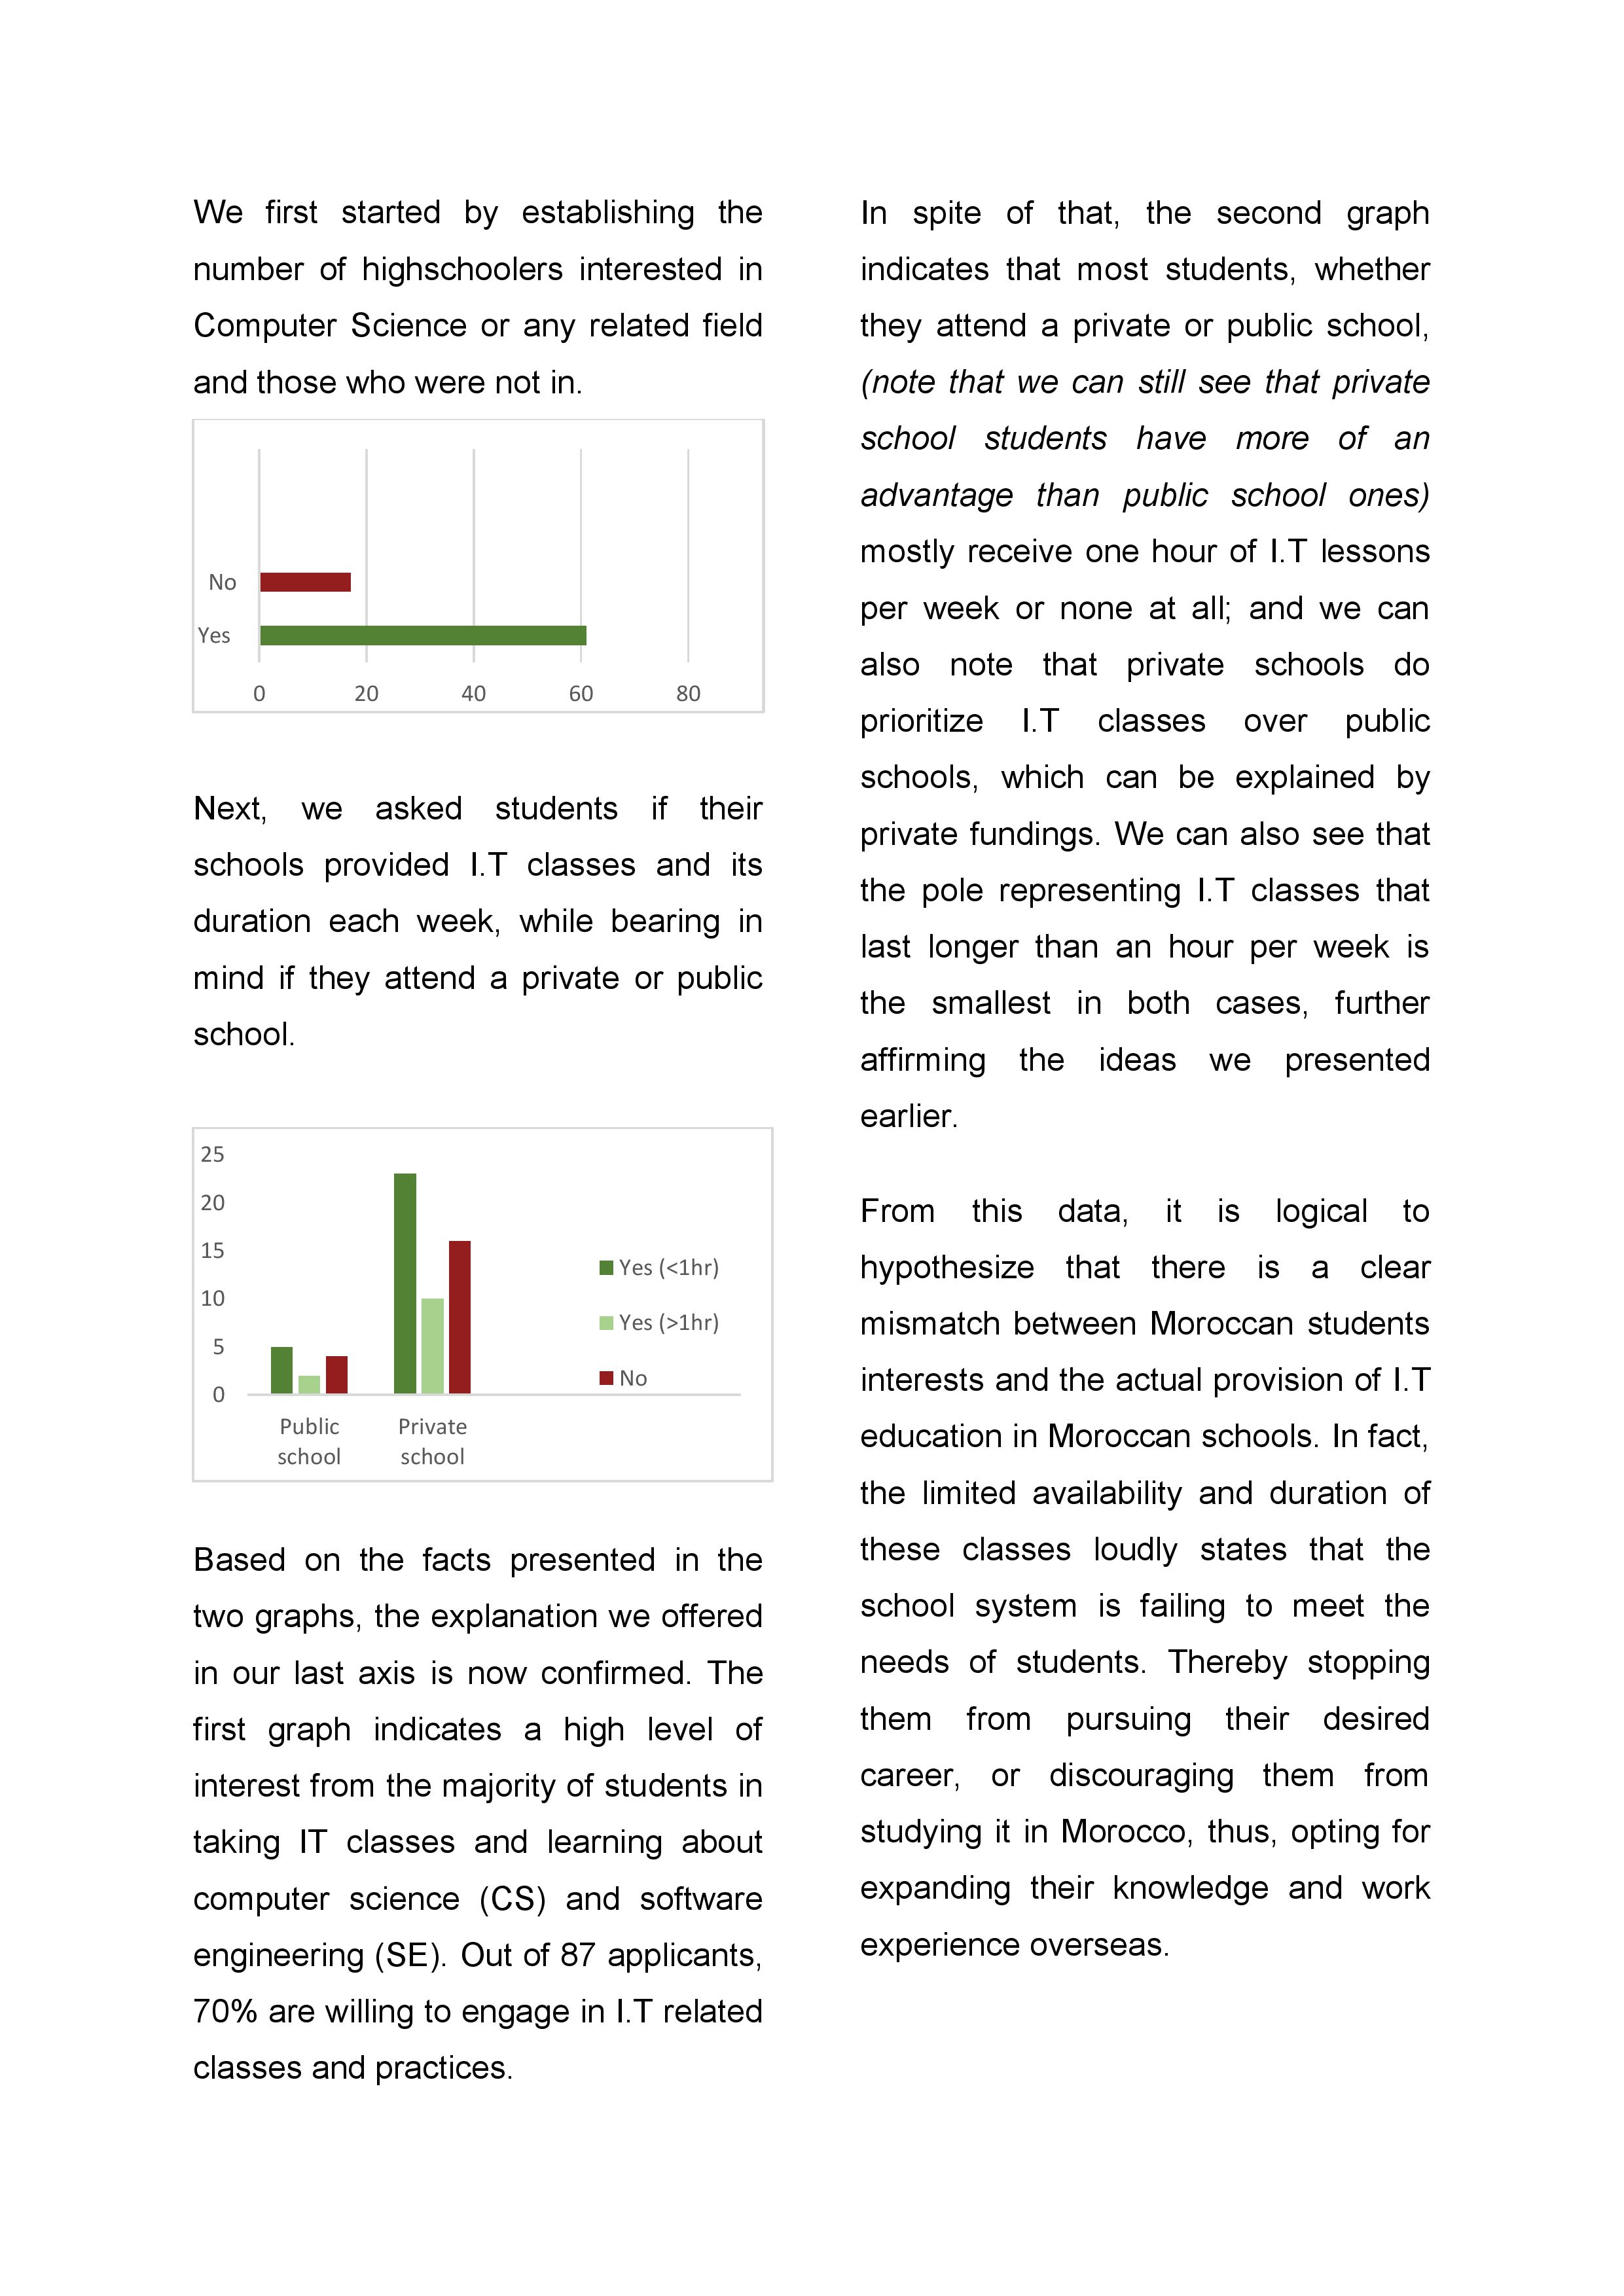 We first started by establishing the
number of highschoolers interested in
Computer Science or any related field
and those who were not in.
No
Yes
0 20 40 60 80
Next, we asked students if their
schools provided I.T classes and its
duration each week, while bearing in
mind if they attend a private or public
school.
25
20
15
10
5
0
Public
school
Private
school
Yes (<1hr)
Yes (>1hr)
No
Based on the facts presented in the
two graphs, the explanation we offered
in our last axis is now confirmed. The
first graph indicates a high level of
interest from the majority of students in
taking IT classes and learning about
computer science (CS) and software
engineering (SE). Out of 87 applicants,
70% are willing to engage in I.T related
classes and practices.
In spite of that, the second graph
indicates that most students, whether
they attend a private or public school,
(note that we can still see that private
school students have more of an
advantage than public school ones)
mostly receive one hour of I.T lessons
per week or none at all; and we can
also note that private schools do
prioritize I.T classes over public
schools, which can be explained by
private fundings. We can also see that
the pole representing I.T classes that
last longer than an hour per week is
the smallest in both cases, further
affirming the ideas we presented
earlier.
From this data, it is logical to
hypothesize that there is a clear
mismatch between Moroccan students
interests and the actual provision of I.T
education in Moroccan schools. In fact,
the limited availability and duration of
these classes loudly states that the
school system is failing to meet the
needs of students. Thereby stopping
them from pursuing their desired
career, or discouraging them from
studying it in Morocco, thus, opting for
expanding their knowledge and work
experience overseas.